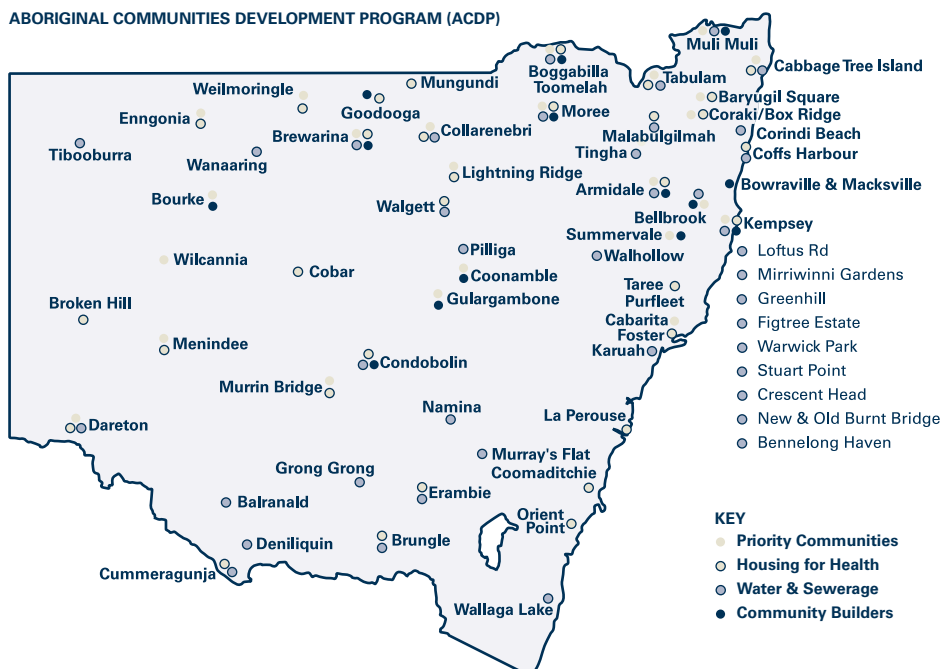 ABORIGINAL COMMUNITIES DEVELOPMENT PROGRAM (ACDP)
Muli Muli
Cabbage Tree Island
Boggabilla
Toomelah
Tabulam
Mungundi
Weilmoringle
Goodooga
Baryugil Square
Coraki/Box Ridge
Enngonia
Moree
Malabulgilmah
Corindi Beach
Brewarina
Collarenebri
Tibooburra
Wanaaring
Tingha
Coffs Harbour
Lightning Ridge
Armidale
Bowraville & Macksville
Bourke
Walgett
Bellbrook
Kempsey
Summervale
Pilliga
Walhollow
Loftus Rd
Wilcannia
Cobar
Coonamble
Mirriwinni Gardens
Taree
Purfleet
Gulargambone
Greenhill
Broken Hill
Cabarita
Foster
Figtree Estate
Menindee
Karuah
Warwick Park
Condobolin
Stuart Point
Murrin Bridge
Crescent Head
Namina
La Perouse
New & Old Burnt Bridge
Dareton
Bennelong Haven
Murray's Flat
Coomaditchie
Grong Grong
Erambie
Balranald
Orient
Point
KEY
Priority Communities
Deniliquin
Brungle
Housing for Health
Cummeragunja
Water & Sewerage
Wallaga Lake
Community Builders